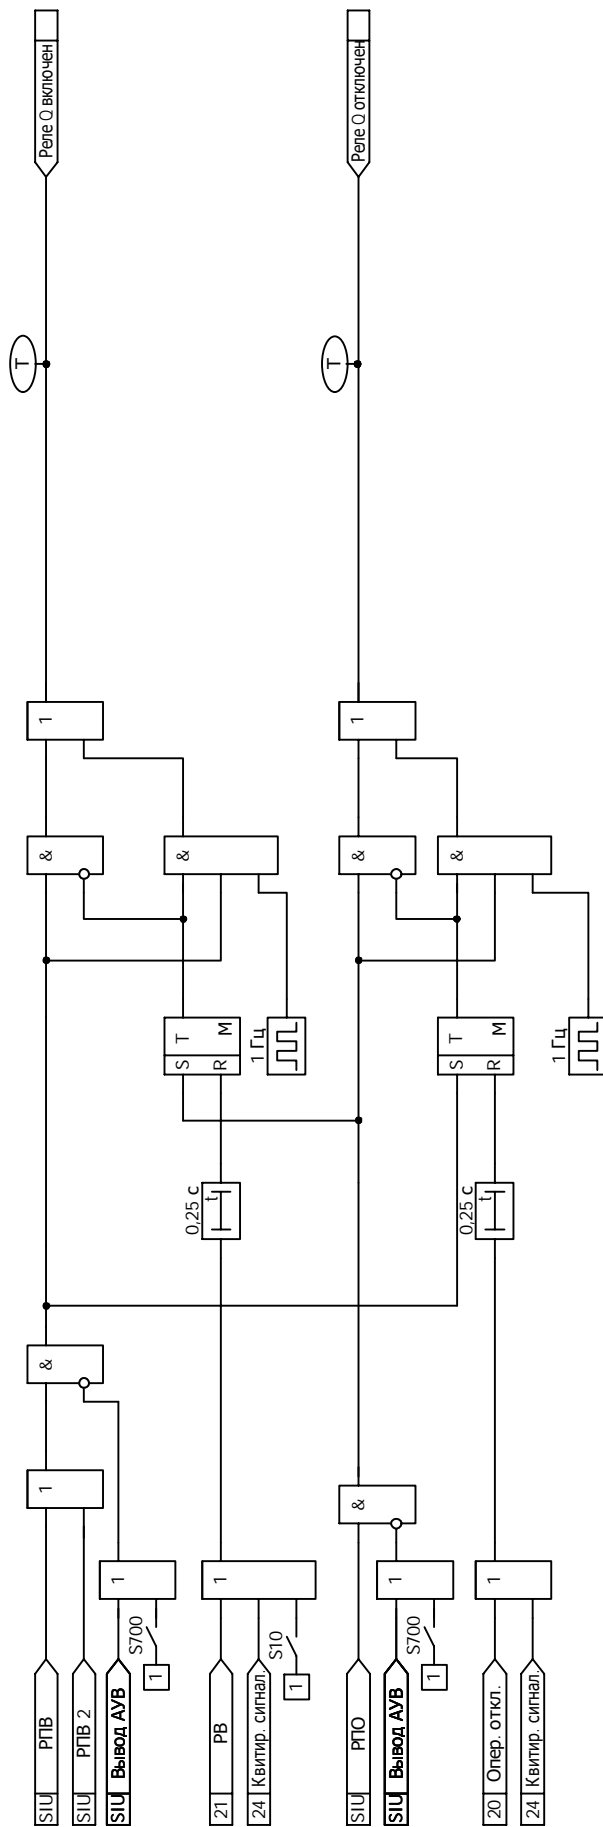 SIU РПВ
SIU РПВ 2
SIU Вывод АУВ
S700
1
1
1
&
21 РВ
24 Квитир. сигнал.
S10
1
1
0,25 с
t
S T
R M
1 Гц
&
&
1
T
Реле Q включен
SIU РПО
SIU Вывод АУВ
S700
1
1
&
20 Опер. откл.
24 Квитир. сигнал.
1
0,25 с
t
S T
R M
1 Гц
&
&
1
T
Реле Q отключен